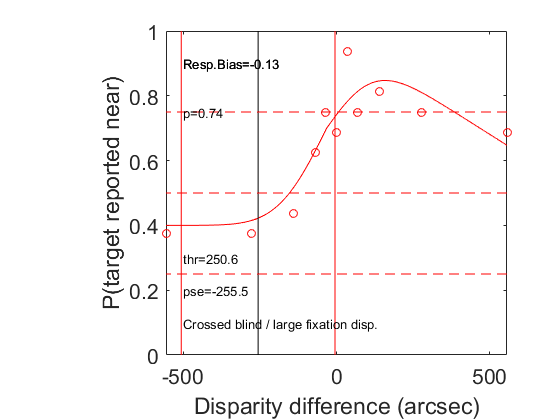 1
Resp.Bias=-0.13
0.8
p=0.74
0.6
0.4
thr=250.6
0.2
pse=-255.5
Crossed blind / large fixation disp.
0
P(target reported near)
-500 0 500
Disparity difference (arcsec)